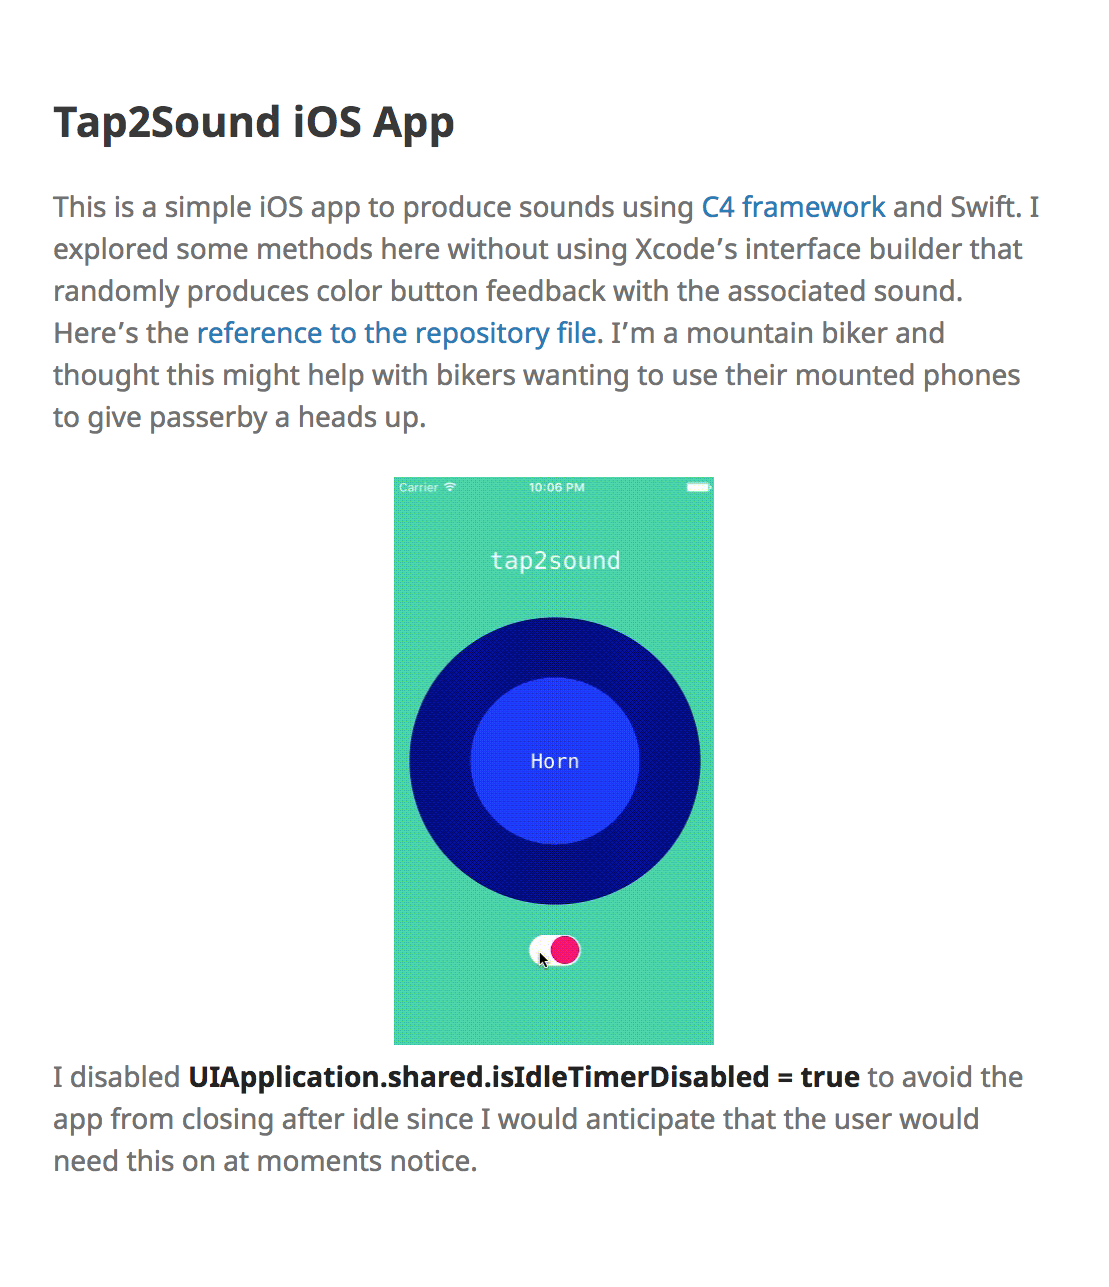 Tap2Sound iOS App
This is a simple iOS app to produce sounds using C4 framework and Swift. I
explored some methods here without using Xcode’s interface builder that
randomly produces color button feedback with the associated sound.
Here’s the reference to the repository file. I’m a mountain biker and
thought this might help with bikers wanting to use their mounted phones
to give passerby a heads up.
Carrier 10:06 PM
tap2sound
Horn
I disabled UIApplication.shared.isIdleTimerDisabled = true to avoid the
app from closing after idle since I would anticipate that the user would
need this on at moments notice.